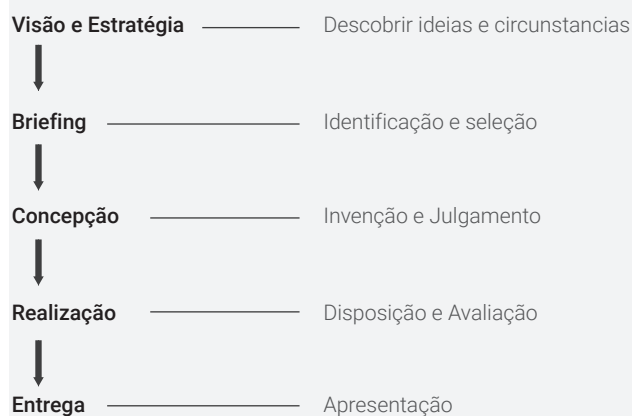 Visão e Estratégia Descobrir ideias e circunstancias
Briefing Identificação e seleção
Concepção Invenção e Julgamento
Realização Disposição e Avaliação
Entrega Apresentação